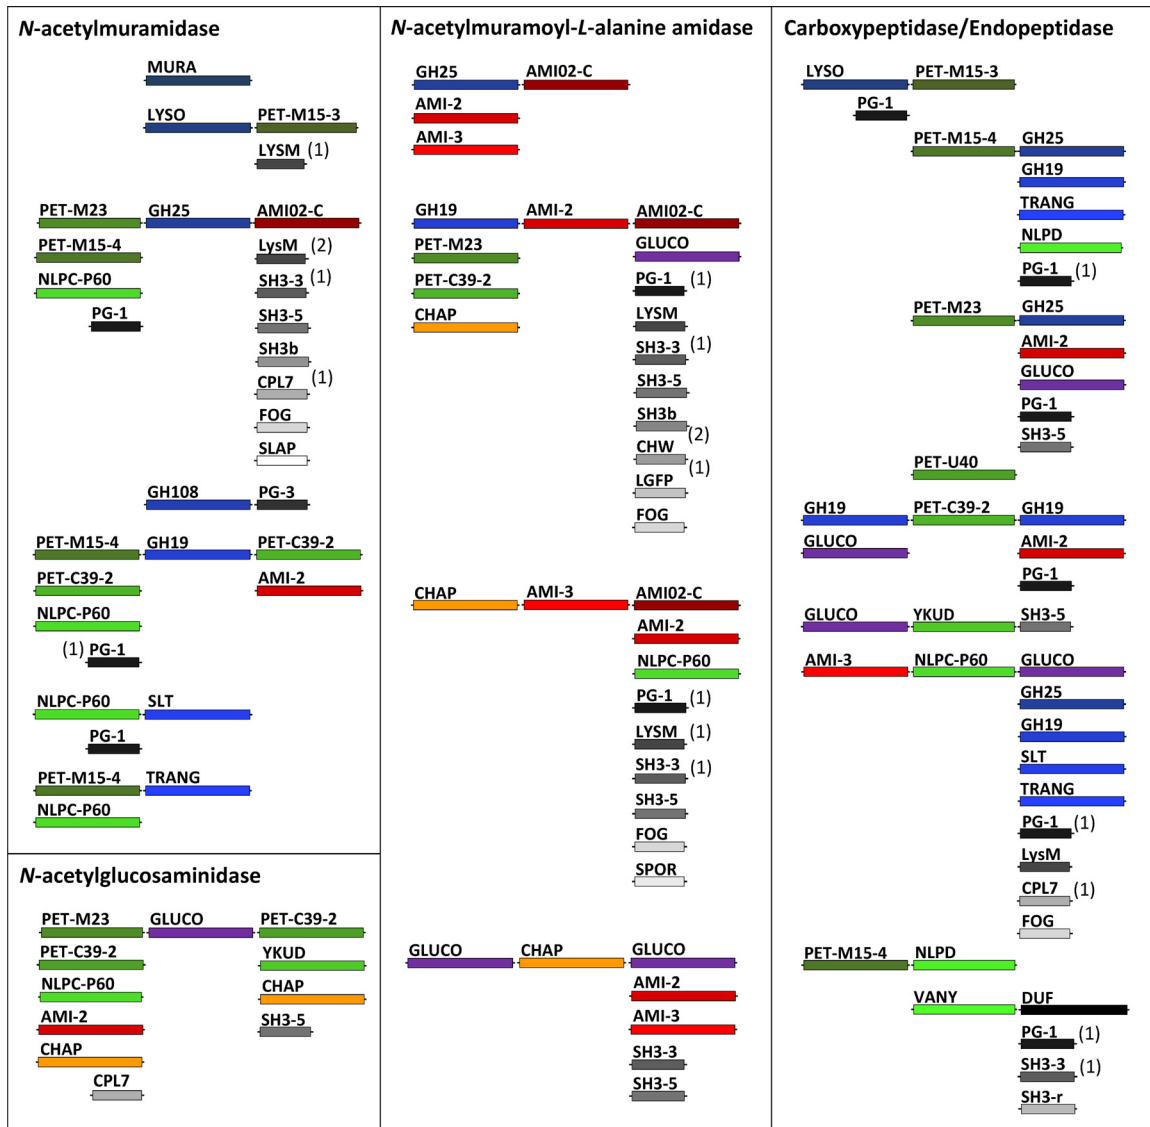 N-acetylmuramidase
MURA
LYSO PET-M15-3
LYSM (1)
PET-M23 GH25 AMI02-C
PET-M15-4 LysM (2)
NLPC-P60 SH3-3 (1)
PG-1 SH3-5
SH3b
CPL7 (1)
FOG
SLAP
GH108 PG-3
PET-M15-4 GH19 PET-C39-2
PET-C39-2 AMI-2
NLPC-P60
(1) PG-1
NLPC-P60 SLT
PG-1
PET-M15-4 TRANG
NLPC-P60
N-acetylglucosaminidase
PET-M23 GLUCO PET-C39-2
PET-C39-2 YKUD
NLPC-P60 CHAP
AMI-2 SH3-5
CHAP
CPL7
N-acetylmuramoyl-L-alanine amidase
GH25 AMI02-C
AMI-2
AMI-3
GH19 AMI-2 AMI02-C
PET-M23 GLUCO
PET-C39-2 PG-1 (1)
CHAP LYSM
SH3-3 (1)
SH3-5
SH3b
(2)
CHW
(1)
LGFP
FOG
CHAP AMI-3 AMI02-C
AMI-2
NLPC-P60
PG-1 (1)
LYSM (1)
SH3-3 (1)
SH3-5
FOG
SPOR
GLUCO CHAP GLUCO
AMI-2
AMI-3
SH3-3
SH3-5
Carboxypeptidase/Endopeptidase
LYSO PET-M15-3
PG-1
PET-M15-4 GH25
GH19
TRANG
NLPD
PG-1 (1)
PET-M23 GH25
AMI-2
GLUCO
PG-1
SH3-5
PET-U40
GH19 PET-C39-2 GH19
GLUCO AMI-2
PG-1
GLUCO YKUD SH3-5
AMI-3 NLPC-P60 GLUCO
GH25
GH19
SLT
TRANG
PG-1 (1)
LysM
CPL7 (1)
FOG
PET-M15-4 NLPD
VANY DUF
PG-1 (1)
SH3-3 (1)
SH3-r